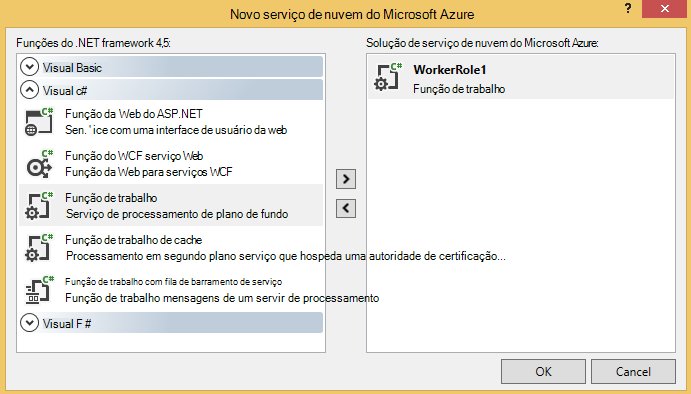 Novo serviço de nuvem do Microsoft Azure
? ×
Funções do .NET framework 4,5:
Solução de serviço de nuvem do Microsoft Azure:
Visual Basic
Visual c#
C#
Função da Web do ASP.NET
Sen. ' ice com uma interface de usuário da web
C#
Função do WCF serviço Web
Função da Web para serviços WCF
C#
Função de trabalho
Serviço de processamento de plano de fundo
C#
Função de trabalho de cache
Processamento em segundo plano serviço que hospeda uma autoridade de certificação...
C#
Função de trabalho com fila de barramento de serviço
Função de trabalho mensagens de um servir de processamento
Visual F #
>
<
C#
WorkerRole1
Função de trabalho
OK
Cancel